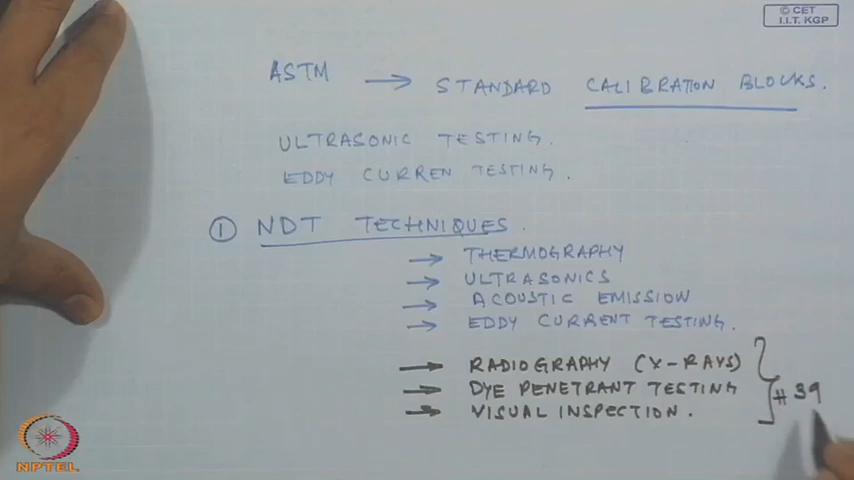 © CET
I.I.T. KGP
ASTM → STANDARD CALIBRATION BLOCKS.
ULTRASONIC TESTING.
EDDY CURREN TESTING.
① NDT TECHNIQUES.
→ THERMOGRAPHY
→ ULTRASONICS
→ ACOUSTIC EMISSION
→ EDDY CURRENT TESTING.
→ RADIOGRAPHY (X-RAYS)
→ DYE PENETRANT TESTING
# 39
→ VISUAL INSPECTION.
NPTEL